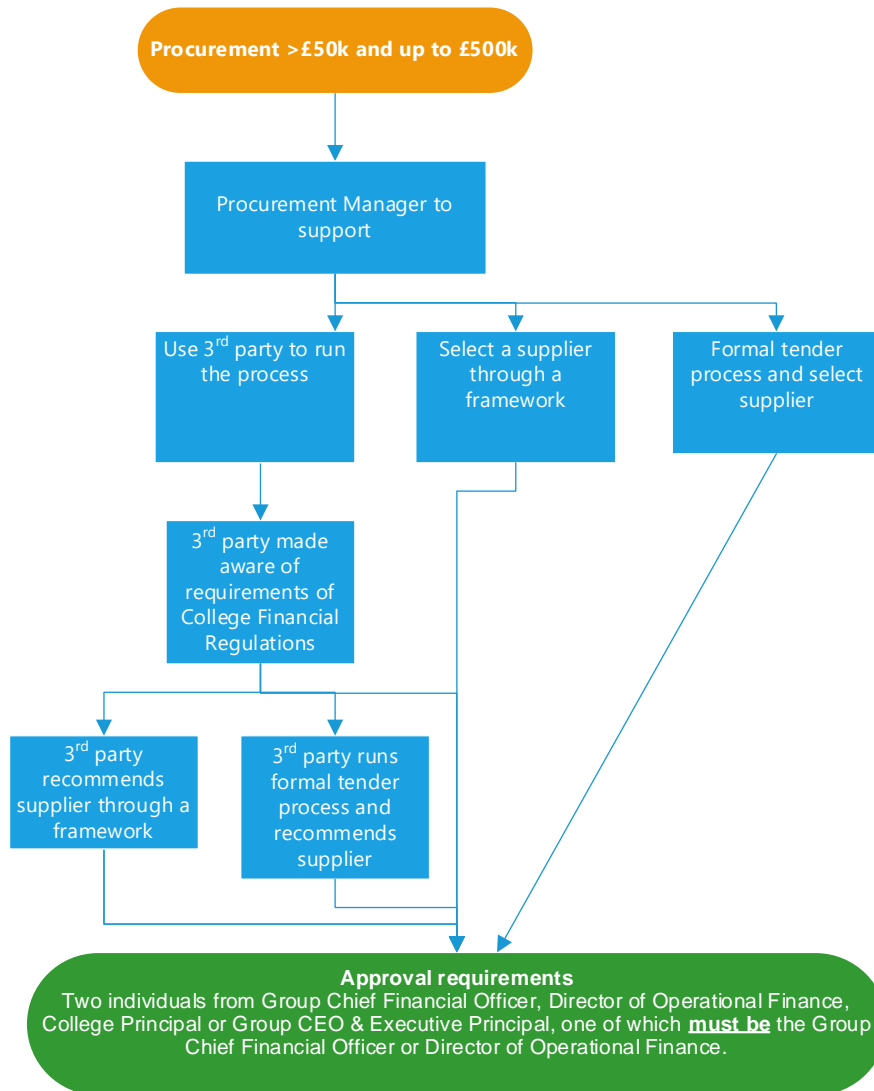 Procurement >£50k and up to £500k
Procurement Manager to
support
Use 3rd party to run
the process
Select a supplier
through a
framework
Formal tender
process and select
supplier
3rd party made
aware of
requirements of
College Financial
Regulations
3rd party
recommends
supplier through a
framework
3rd party runs
formal tender
process and
recommends
supplier
Approval requirements
Two individuals from Group Chief Financial Officer, Director of Operational Finance,
College Principal or Group CEO & Executive Principal, one of which must be the Group
Chief Financial Officer or Director of Operational Finance.